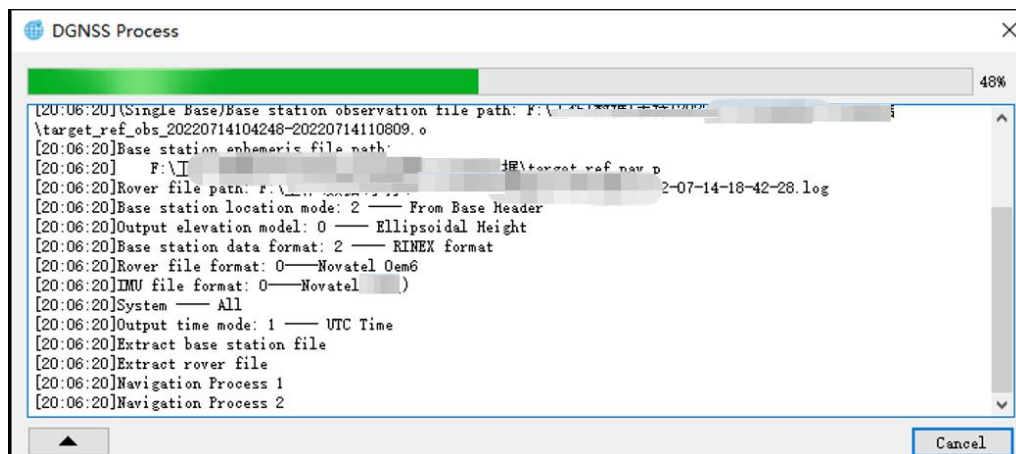 DGNSS Process
48%
[20:06:20](Single Base)Base station observation file path: F:\
\target_ref_obs_20220714104248-20220714110809.o
[20:06:20]Base station ephemeris file path:
[20:06:20] F:\工 据\target_ref_nav.p
[20:06:20]Rover file path: F:\ 2-07-14-18-42-28.log
[20:06:20]Base station location mode: 2 —— From Base Header
[20:06:20]Output elevation model: 0 —— Ellipsoidal Height
[20:06:20]Base station data format: 2 —— RINEX format
[20:06:20]Rover file format: 0——Novatel Oem6
[20:06:20]IMU file format: 0——Novatel )
[20:06:20]System —— All
[20:06:20]Output time mode: 1 —— UTC Time
[20:06:20]Extract base station file
[20:06:20]Extract rover file
[20:06:20]Navigation Process 1
[20:06:20]Navigation Process 2
Cancel